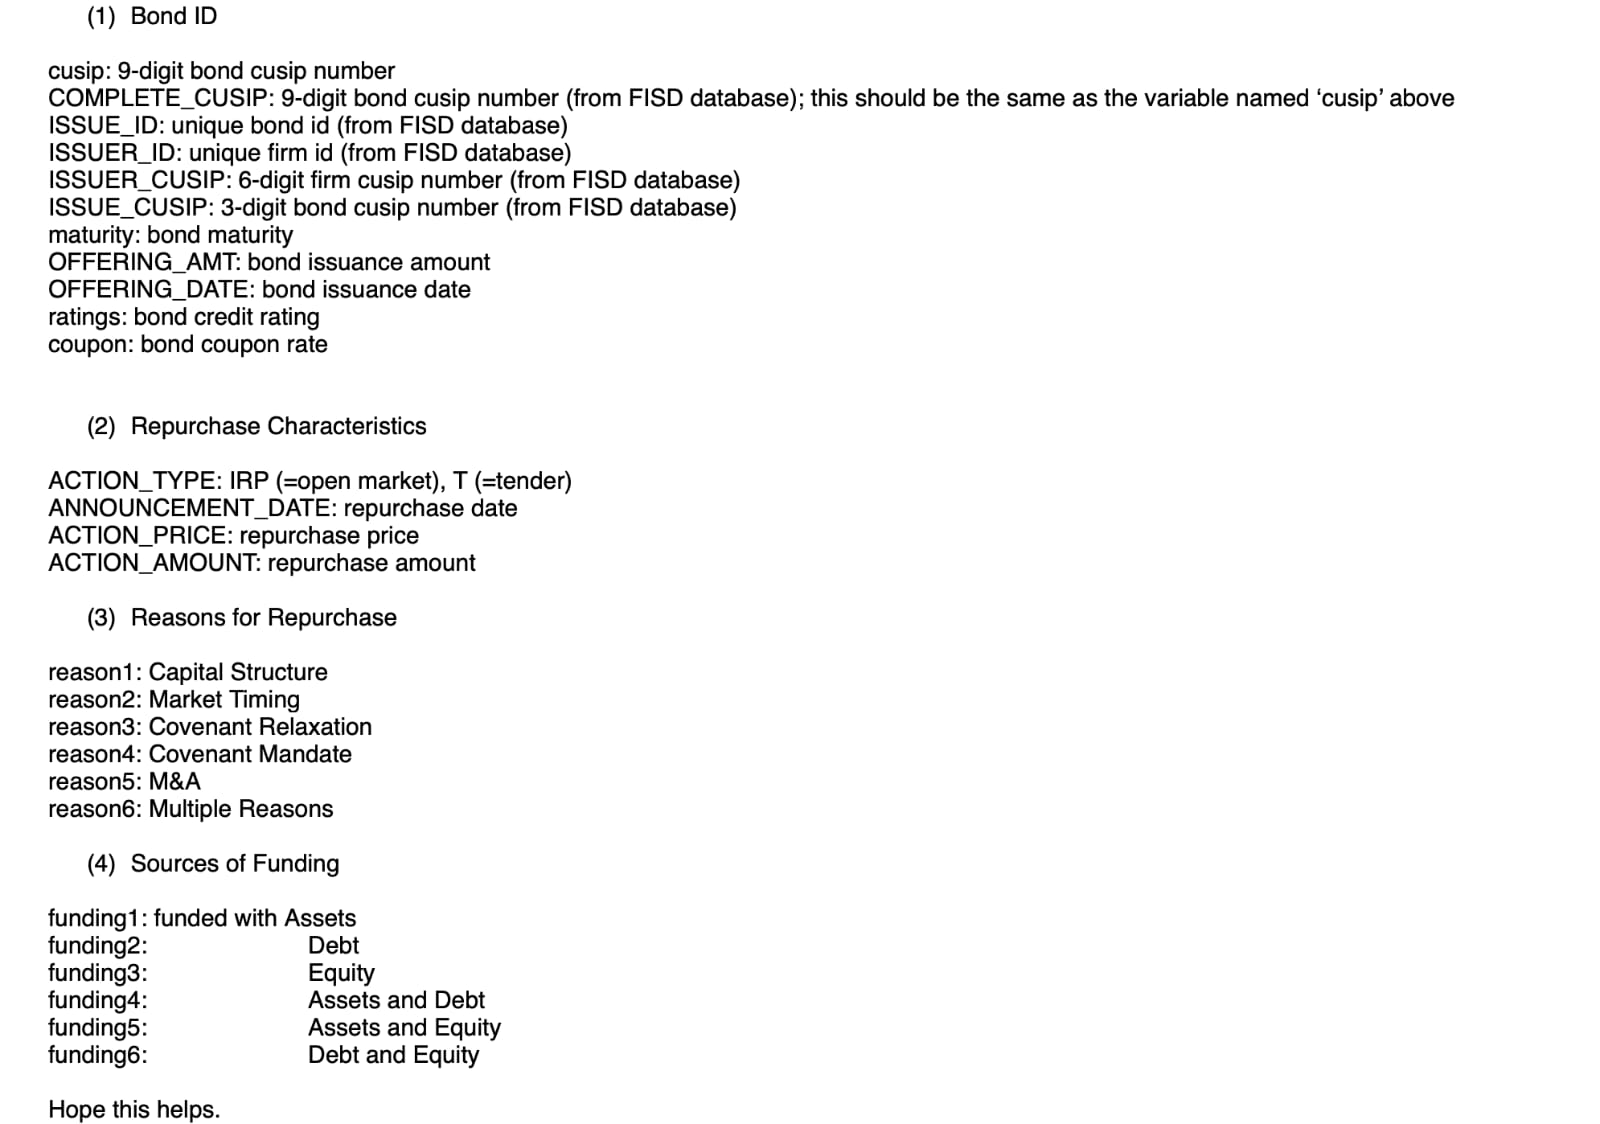 (1) Bond ID
cusip: 9-digit bond cusip number
COMPLETE_CUSIP: 9-digit bond cusip number (from FISD database); this should be the same as the variable named ‘cusip’ above
ISSUE_ID: unique bond id (from FISD database)
ISSUER_ID: unique firm id (from FISD database)
ISSUER_CUSIP: 6-digit firm cusip number (from FISD database)
ISSUE_CUSIP: 3-digit bond cusip number (from FISD database)
maturity: bond maturity
OFFERING_AMT: bond issuance amount
OFFERING_DATE: bond issuance date
ratings: bond credit rating
coupon: bond coupon rate
(2) Repurchase Characteristics
ACTION_TYPE: IRP (=open market), T (=tender)
ANNOUNCEMENT_DATE: repurchase date
ACTION_PRICE: repurchase price
ACTION_AMOUNT: repurchase amount
(3) Reasons for Repurchase
reason1: Capital Structure
reason2: Market Timing
reason3: Covenant Relaxation
reason4: Covenant Mandate
reason5: M&A
reason6: Multiple Reasons
(4) Sources of Funding
funding1: funded with Assets
funding2: Debt
funding3: Equity
funding4: Assets and Debt
funding5: Assets and Equity
funding6: Debt and Equity
Hope this helps.